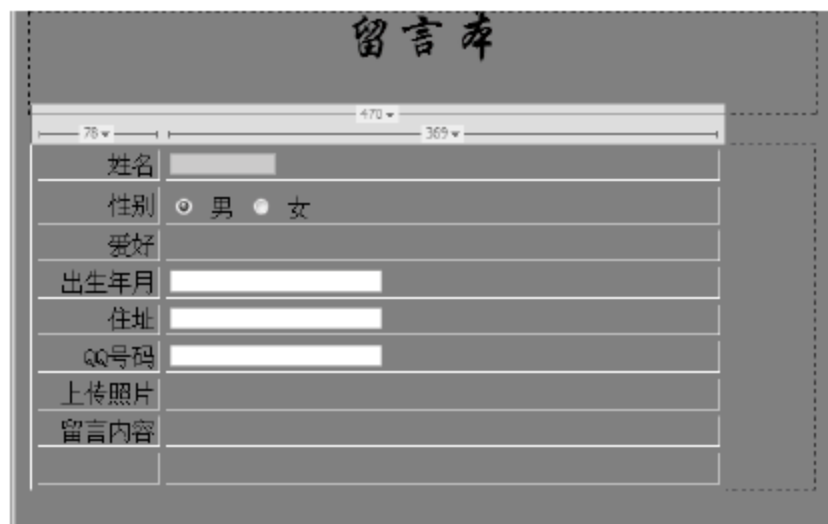 留言本
470
78 369
姓名
性别 男 女
爱好
出生年月
住址
QQ号码
上传照片
留言内容